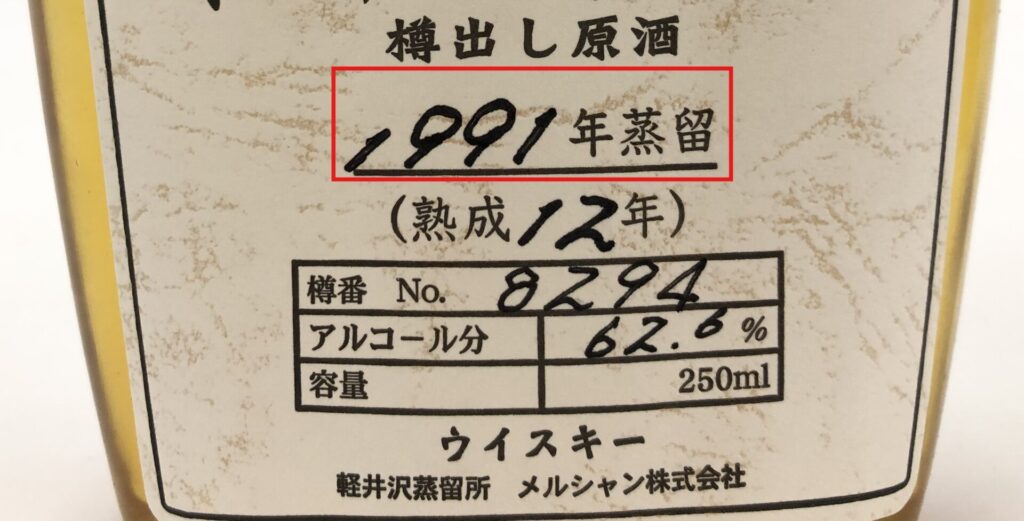 樽出し原酒
1991年蒸留
(熟成12年)
樽番 No. 8294
アルコール分 62.6%
容量 250ml
ウイスキー
軽井沢蒸留所 メルシャン株式会社